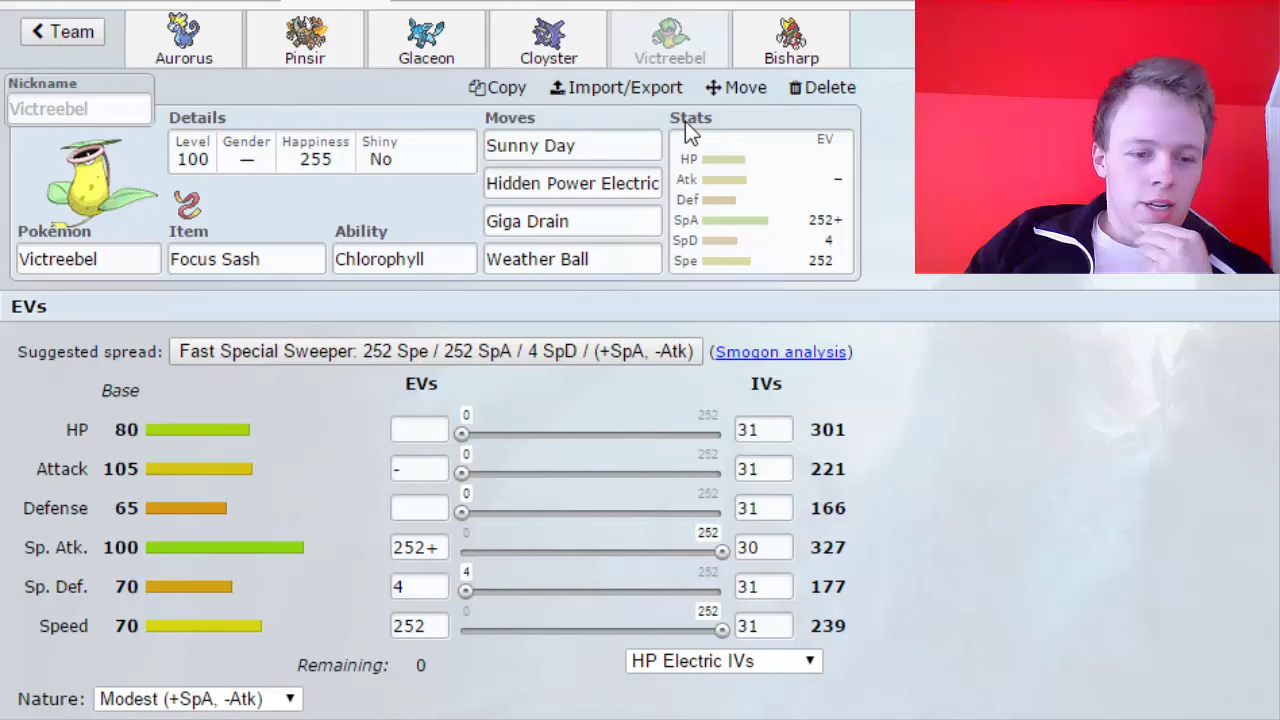 Team
Aurorus
Pinsir
Glaceon
Cloyster
Victreebel
Bisharp
Copy Import/Export Move Delete
Nickname
Victreebel
Details
Level Gender Happiness Shiny
100 — 255 No
Pokémon
Victreebel
Item
Focus Sash
Ability
Chlorophyll
Moves
Sunny Day
Hidden Power Electric
Giga Drain
Weather Ball
Stats
EV
HP
Atk –
Def
SpA 252+
SpD 4
Spe 252
EVs
Suggested spread: Fast Special Sweeper: 252 Spe / 252 SpA / 4 SpD / (+SpA, -Atk) (Smogon analysis)
Base EVs IVs
HP 80 0 252 31 301
Attack 105 - 0 252 31 221
Defense 65 0 252 31 166
Sp. Atk. 100 252+ 0 252 30 327
Sp. Def. 70 4 4 252 31 177
Speed 70 252 0 252 31 239
Remaining: 0 HP Electric IVs
Nature: Modest (+SpA, -Atk)